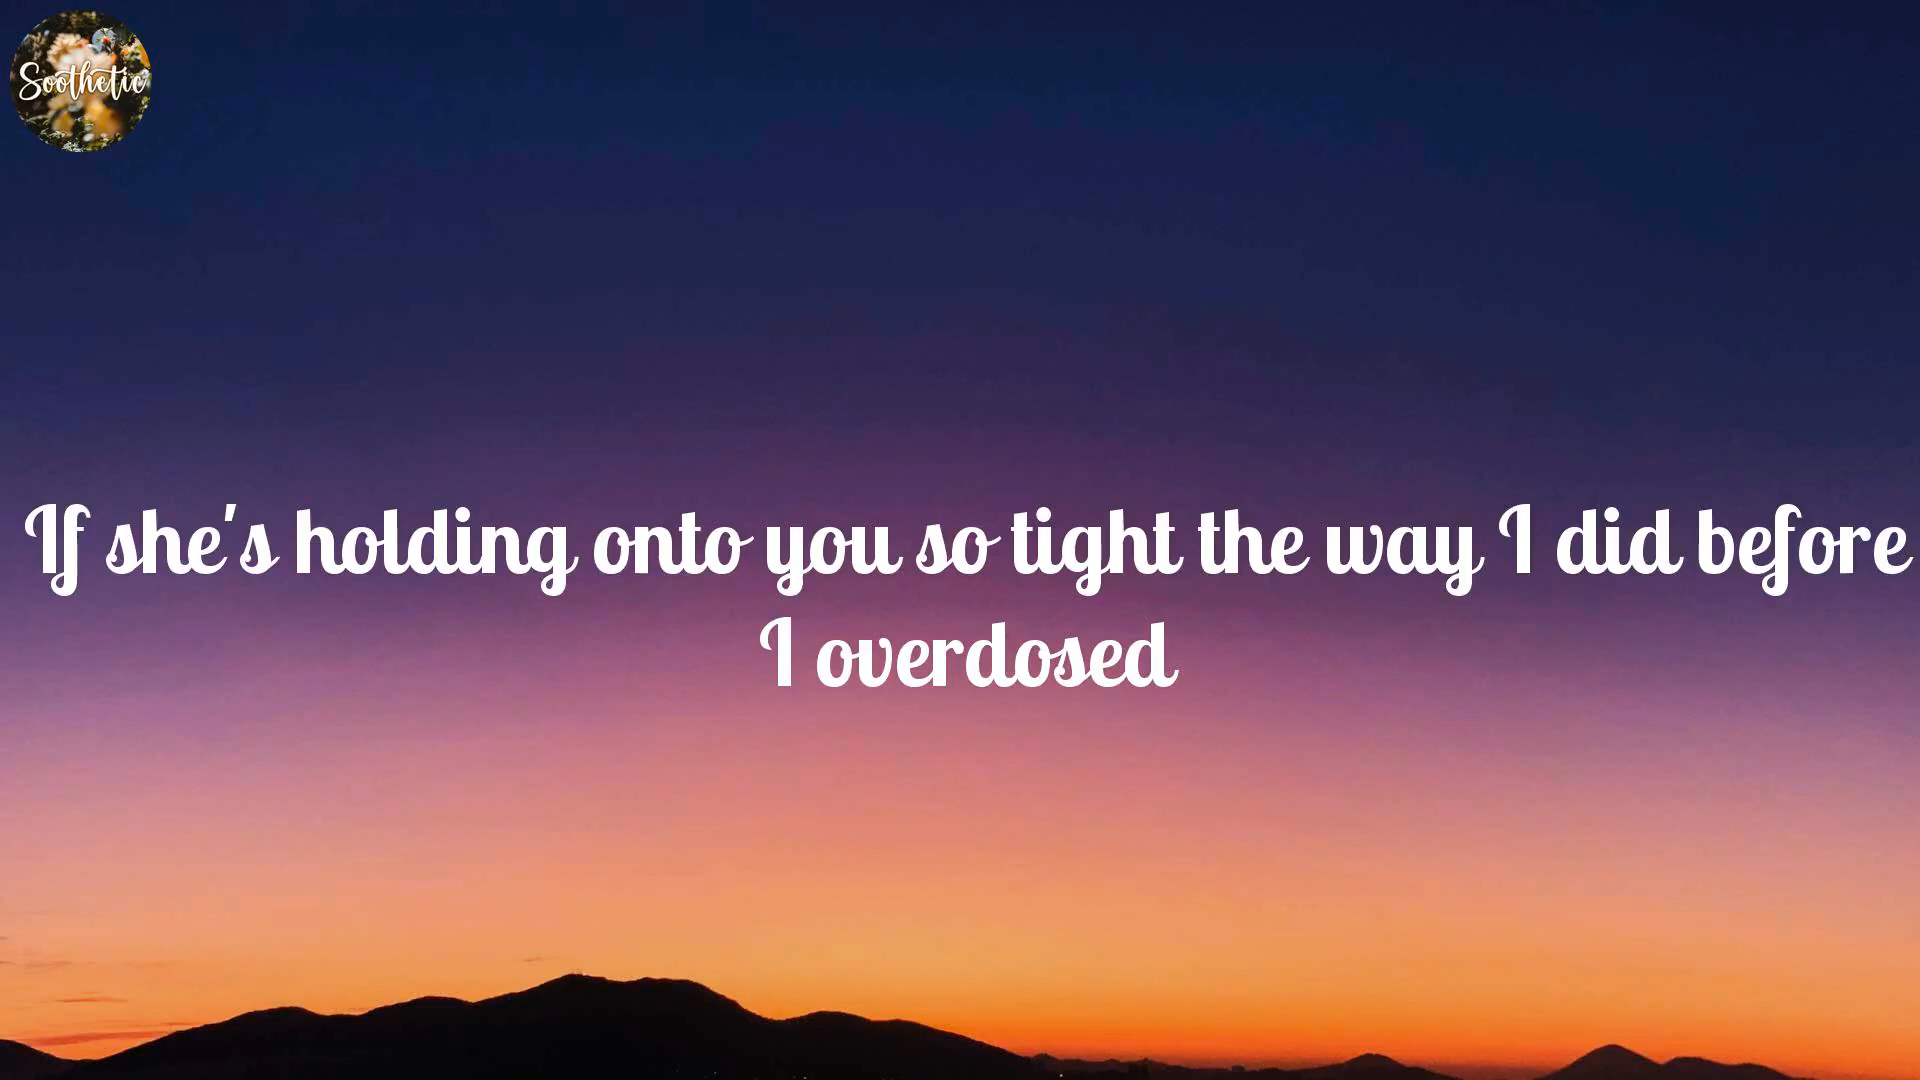 Soothetic
If she's holding onto you so tight the way I did before
I overdosed